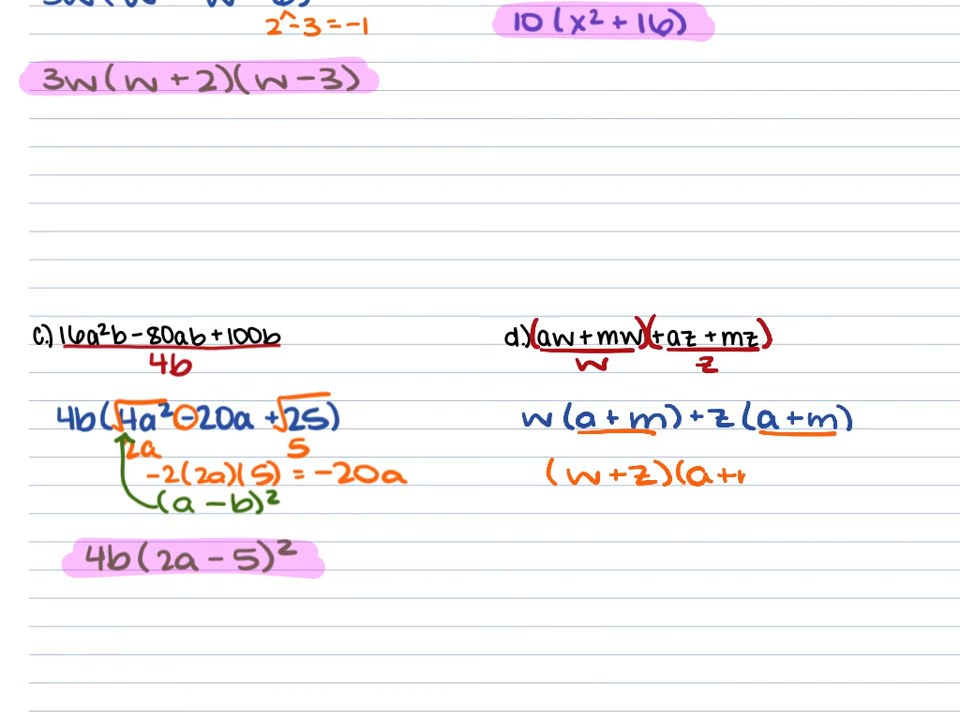 2 -3 = -1
10(x² + 16)
3w(w + 2)(w - 3)
c.) 16a²b - 80ab + 100b
4b
4b(√4a² - 20a + √25)
2a 5
-2(2a)(5) = -20a
(a - b)²
4b(2a - 5)²
d.) (aw + mw)(+az + mz)
w z
w(a + m) + z(a + m)
(w + z)(a +